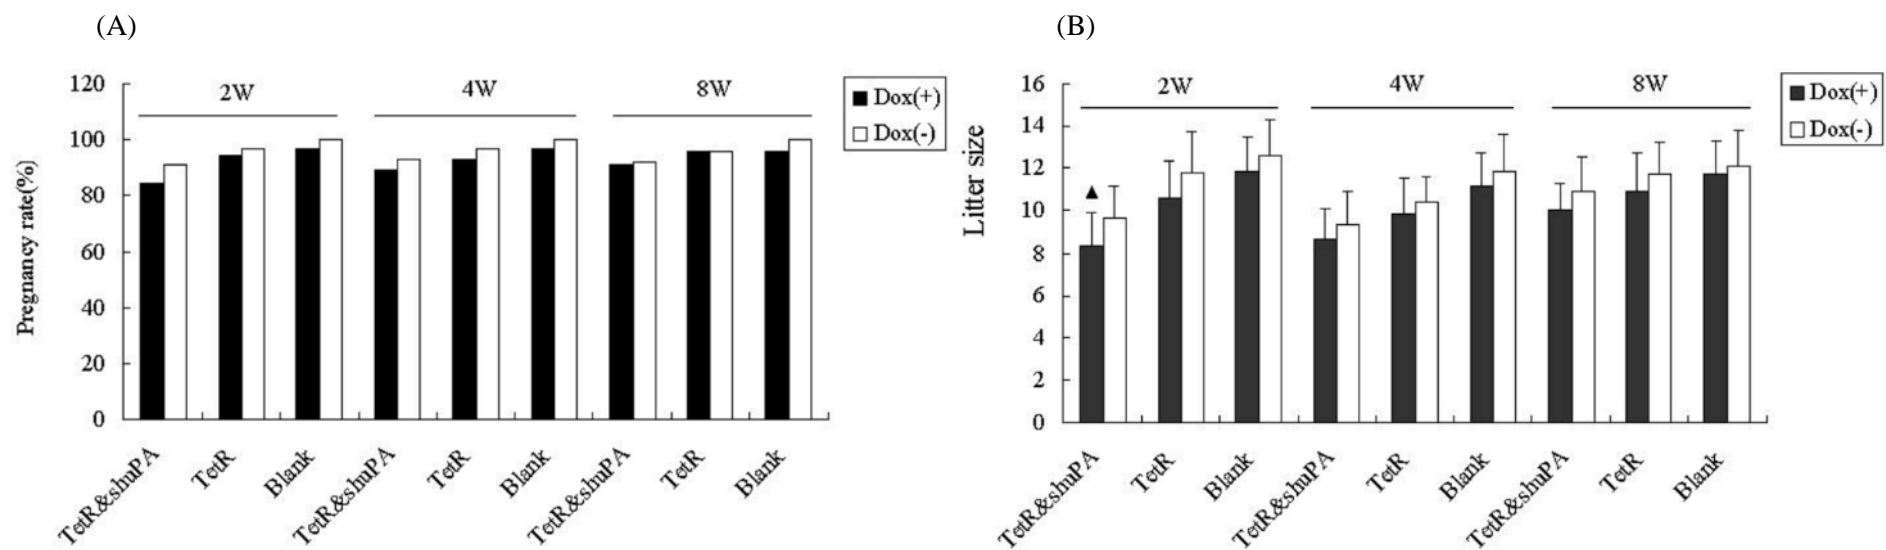 (A)
120
100
80
60
40
20
0
Pregnancy rate(%)
2W
4W
8W
Dox(+)
Dox(-)
TetR&shuPA
TetR
Blank
TetR&shuPA
TetR
Blank
TetR&shuPA
TetR
Blank
(B)
16
14
12
10
8
6
4
2
0
Litter size
2W
4W
8W
Dox(+)
Dox(-)
TetR&shuPA
TetR
Blank
TetR&shuPA
TetR
Blank
TetR&shuPA
TetR
Blank